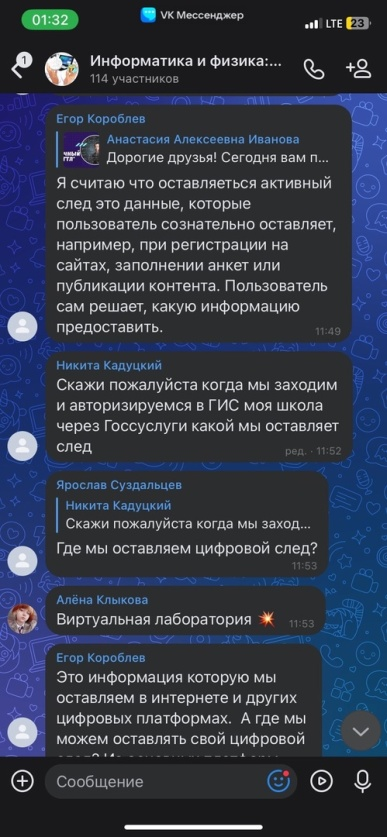 01:32
VK Мессенджер
LTE 23
1
Информатика и физика:...
114 участников
Егор Короблев
Анастасия Алексеевна Иванова
Дорогие друзья! Сегодня вам п...
Я считаю что оставляеться активный
след это данные, которые
пользователь сознательно оставляет,
например, при регистрации на
сайтах, заполнении анкет или
публикации контента. Пользователь
сам решает, какую информацию
предоставить.
11:49
Никита Кадуцкий
Скажи пожалуйста когда мы заходим
и авторизируемся в ГИС моя школа
через Госсуслуги какой мы оставляет
след
ред. · 11:52
Ярослав Суздальцев
Никита Кадуцкий
Скажи пожалуйста когда мы заход...
Где мы оставляем цифровой след?
11:53
Алёна Клыкова
Виртуальная лаборатория 💥
11:53
Егор Короблев
Это информация которую мы
оставляем в интернете и других
цифровых платформах. А где мы
можем оставлять свой цифровой
Сообщение